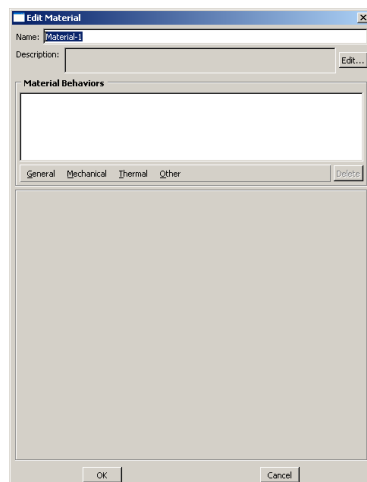 Edit Material
Name: Material-1
Description:
Edit...
Material Behaviors
General Mechanical Thermal Other Delete
OK Cancel